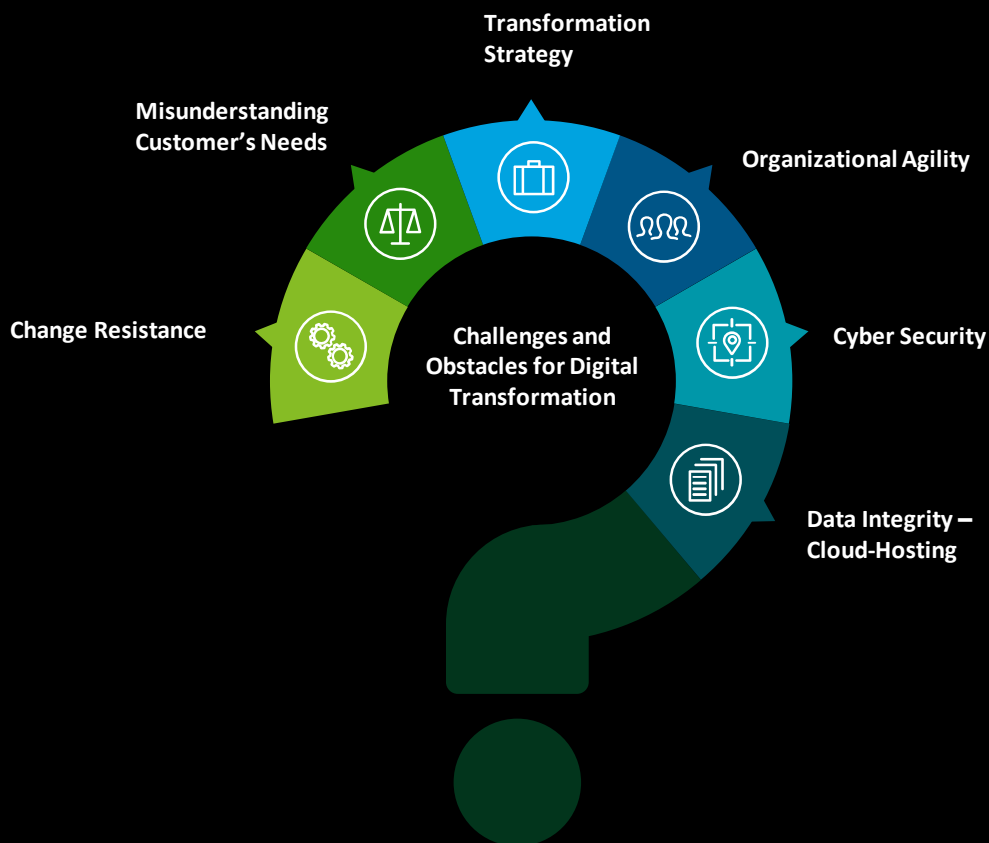 Transformation
Strategy
Misunderstanding
Customer’s Needs
Organizational Agility
Change Resistance
Challenges and
Obstacles for Digital
Transformation
Cyber Security
Data Integrity –
Cloud-Hosting